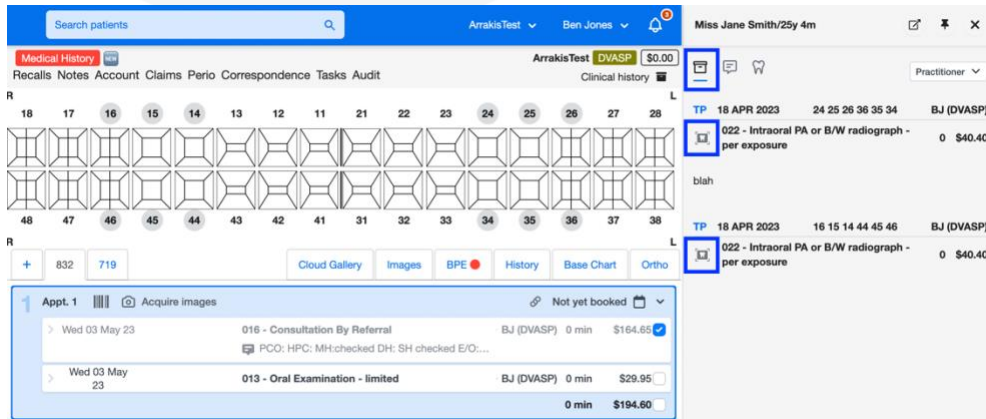 Search patients
ArrakisTest
Ben Jones
3
Miss Jane Smith/25y 4m
Medical History NEW
ArrakisTest DVASP $0.00
Recalls Notes Account Claims Perio Correspondence Tasks Audit
Clinical history
Practitioner
R
L
18 17 16 15 14 13 12 11 21 22 23 24 25 26 27 28
48 47 46 45 44 43 42 41 31 32 33 34 35 36 37 38
R
L
+ 832 719 Cloud Gallery Images BPE History Base Chart Ortho
1 Appt. 1 Acquire images Not yet booked
Wed 03 May 23 016 - Consultation By Referral BJ (DVASP) 0 min $164.65
PCO: HPC: MH:checked DH: SH checked E/O:...
Wed 03 May
23
013 - Oral Examination - limited BJ (DVASP) 0 min $29.95
0 min $194.60
TP 18 APR 2023 24 25 26 36 35 34 BJ (DVASP)
022 - Intraoral PA or B/W radiograph -
per exposure
0 $40.40
blah
TP 18 APR 2023 16 15 14 44 45 46 BJ (DVASP)
022 - Intraoral PA or B/W radiograph -
per exposure
0 $40.40